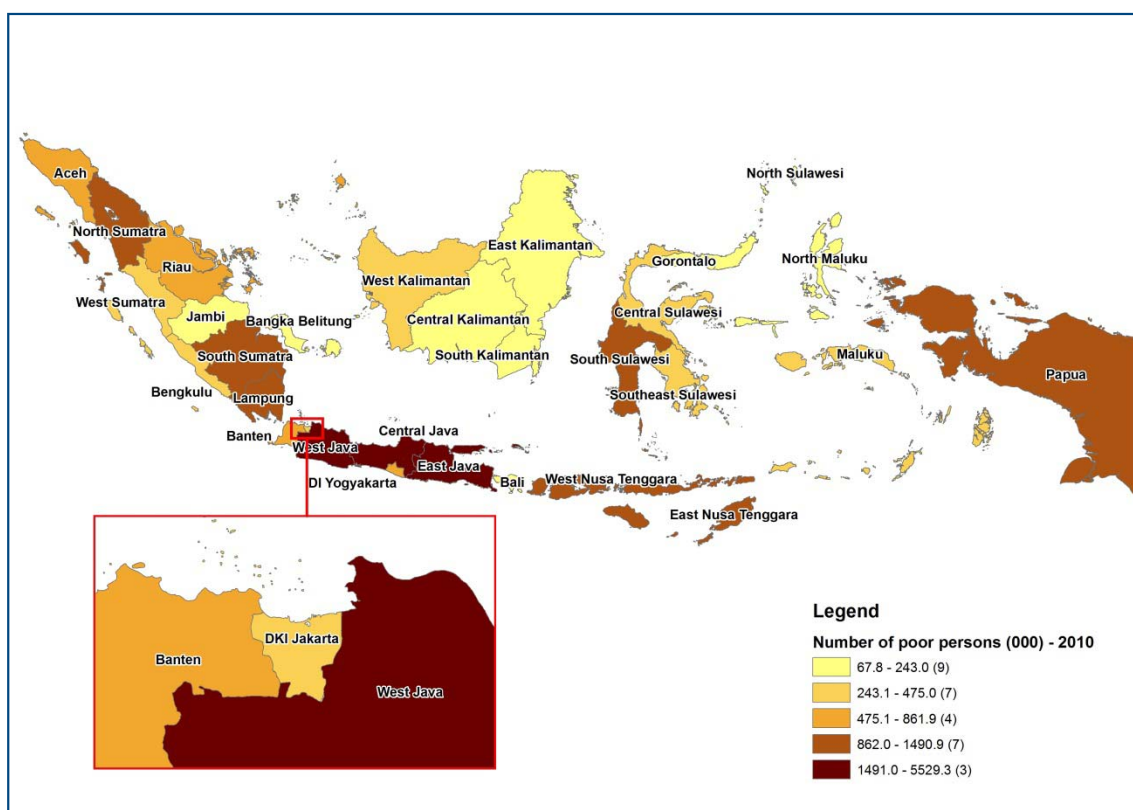 North Sulawesi
Aceh
North Sumatra
East Kalimantan
Gorontalo
North Maluku
Riau
West Kalimantan
West Sumatra
Jambi
Bangka Belitung
Central Kalimantan
Central Sulawesi
South Sumatra
South Kalimantan
South Sulawesi
Maluku
Papua
Bengkulu
Lampung
Southeast Sulawesi
Banten
Central Java
West Java
East Java
DI Yogyakarta
Bali
West Nusa Tenggara
East Nusa Tenggara
DKI Jakarta
Banten
West Java
Legend
Number of poor persons (000) - 2010
67.8 - 243.0 (9)
243.1 - 475.0 (7)
475.1 - 861.9 (4)
862.0 - 1490.9 (7)
1491.0 - 5529.3 (3)